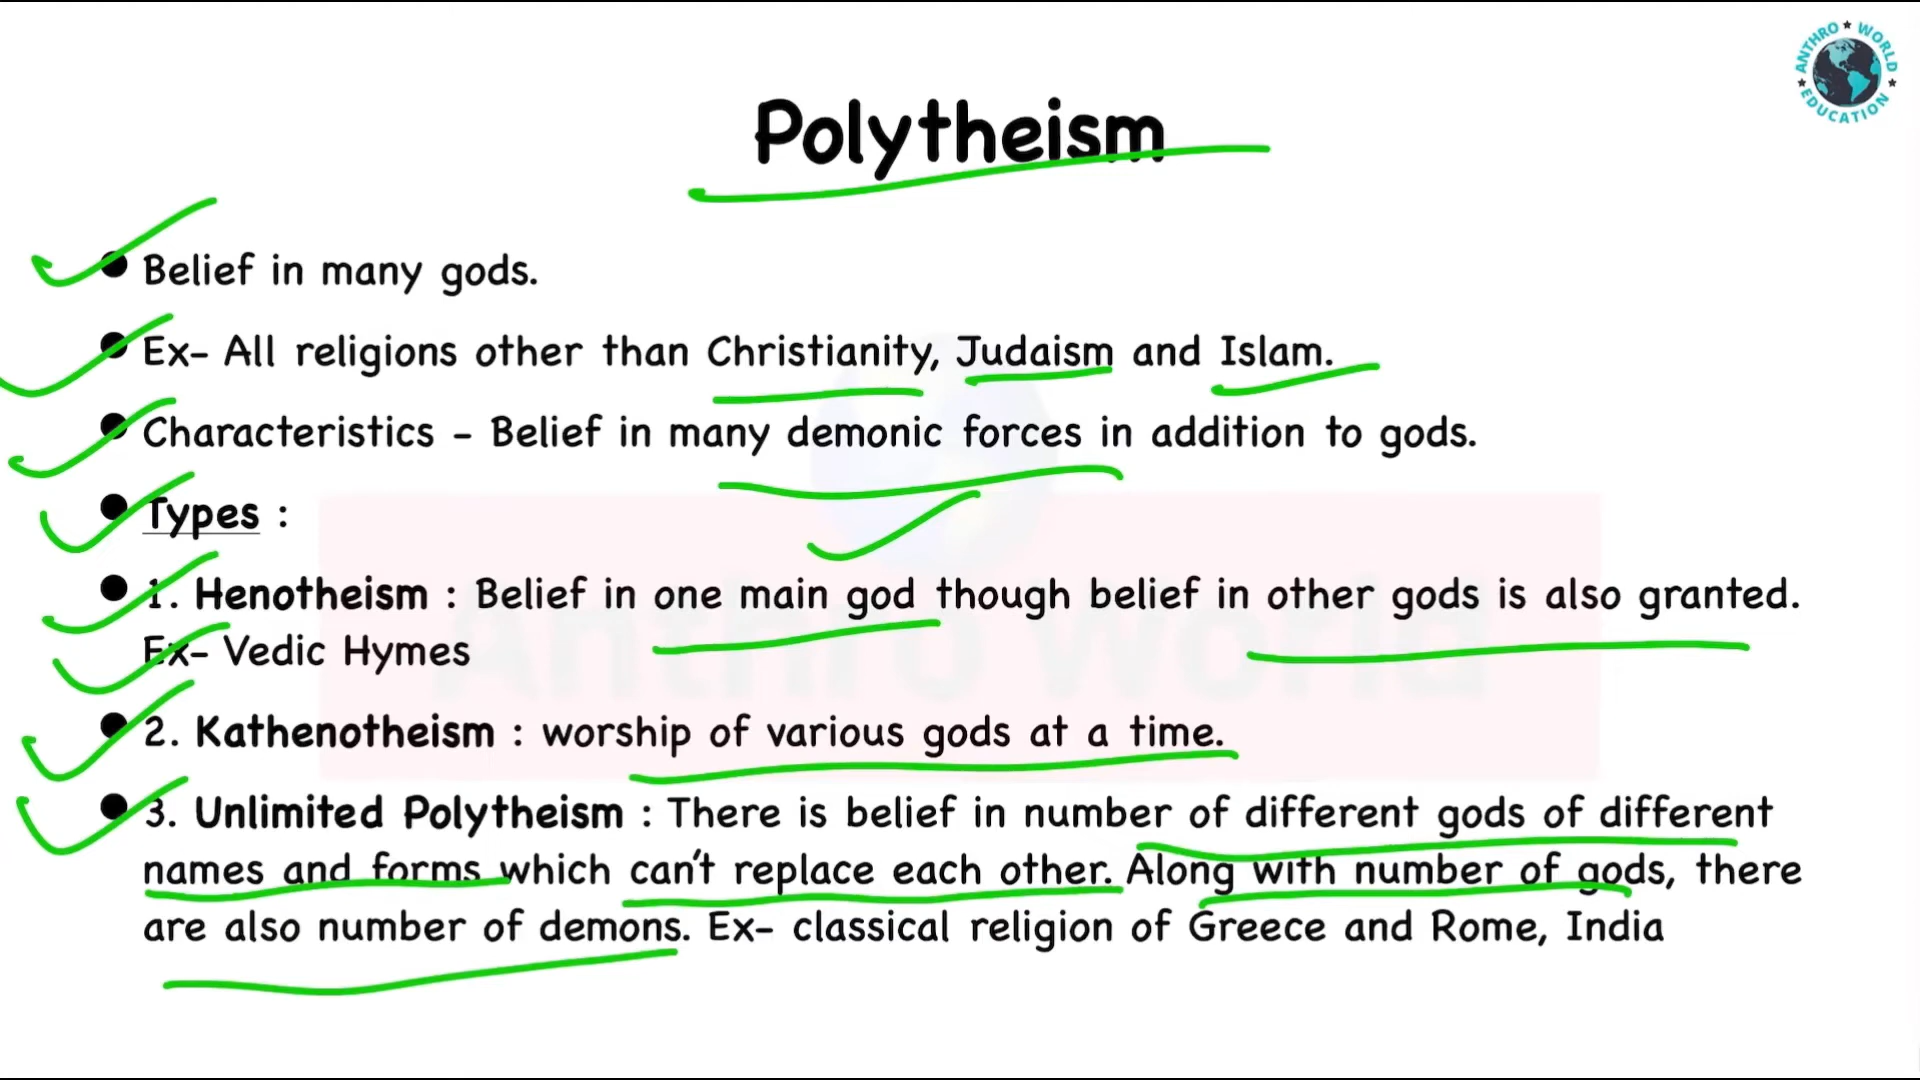 ANTHRO WORLD
EDUCATION
Polytheism
Belief in many gods.
Ex- All religions other than Christianity, Judaism and Islam.
Characteristics - Belief in many demonic forces in addition to gods.
Types :
1. Henotheism : Belief in one main god though belief in other gods is also granted.
Ex- Vedic Hymes
2. Kathenotheism : worship of various gods at a time.
3. Unlimited Polytheism : There is belief in number of different gods of different
names and forms which can't replace each other. Along with number of gods, there
are also number of demons. Ex- classical religion of Greece and Rome, India
Anthro World